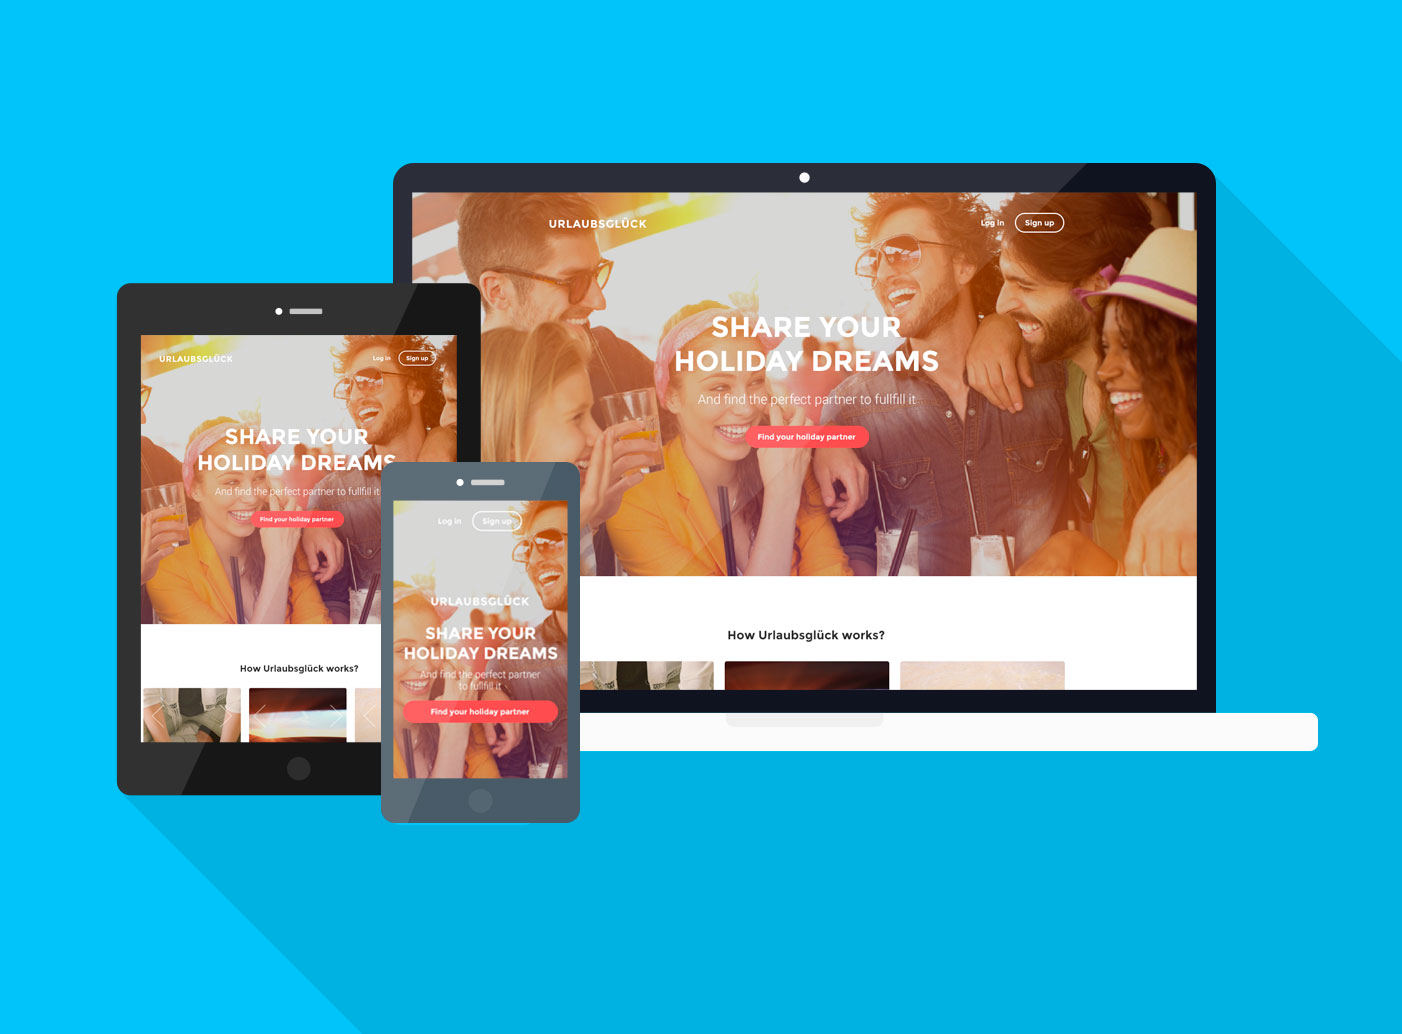 URLAUBSGLÜCK
Log in
Sign up
SHARE YOUR
HOLIDAY DREAMS
And find the perfect partner to fullfill it
Find your holiday partner
How Urlaubsglück works?
URLAUBSGLÜCK
Log in
Sign up
SHARE YOUR
HOLIDAY DREAMS
And find the perfect partner to fullfill it
Find your holiday partner
How Urlaubsglück works?
Log in
Sign up
URLAUBSGLÜCK
SHARE YOUR
HOLIDAY DREAMS
And find the perfect partner
to fullfill it
Find your holiday partner